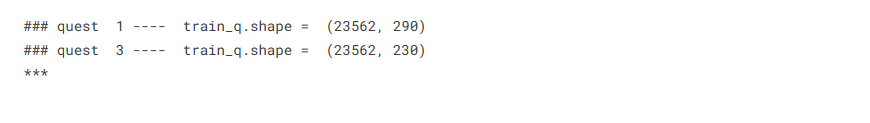 ### quest  1 ----  train_q.shape =  (23562, 290)
### quest  3 ----  train_q.shape =  (23562, 230)
***